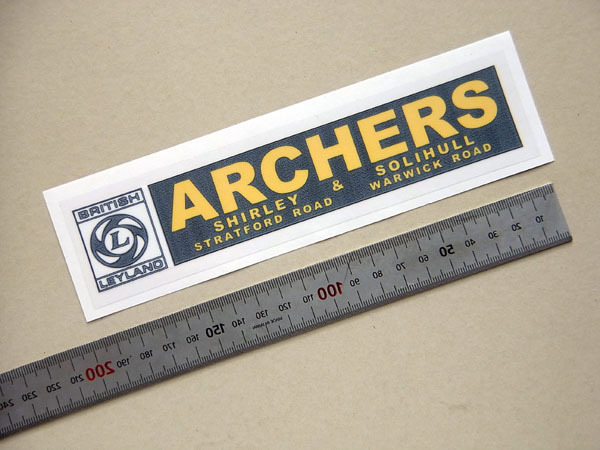 ARCHERS
SHIRLEY & SOLIHULL
STRATFORD ROAD WARWICK ROAD
BRITISH
L
LEYLAND
10 20 30 40 50 60 70 80 90 100 110 120 130 140 150 160 170 180 190 200 210 220 230 240